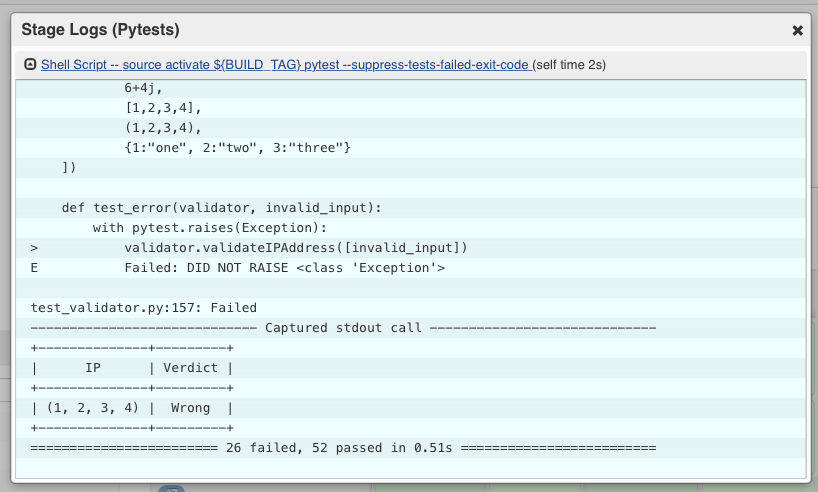 Stage Logs (Pytests)
Shell Script -- source activate ${BUILD_TAG} pytest --suppress-tests-failed-exit-code (self time 2s)
            6+4j,
            [1,2,3,4],
            (1,2,3,4),
            {1:"one", 2:"two", 3:"three"}
    ])
    def test_error(validator, invalid_input):
        with pytest.raises(Exception):
>           validator.validateIPAddress([invalid_input])
E           Failed: DID NOT RAISE <class 'Exception'>
test_validator.py:157: Failed
----------------------------- Captured stdout call -----------------------------
+--------------+---------+
|      IP      | Verdict |
+--------------+---------+
| (1, 2, 3, 4) |  Wrong  |
+--------------+---------+
======================== 26 failed, 52 passed in 0.51s =========================